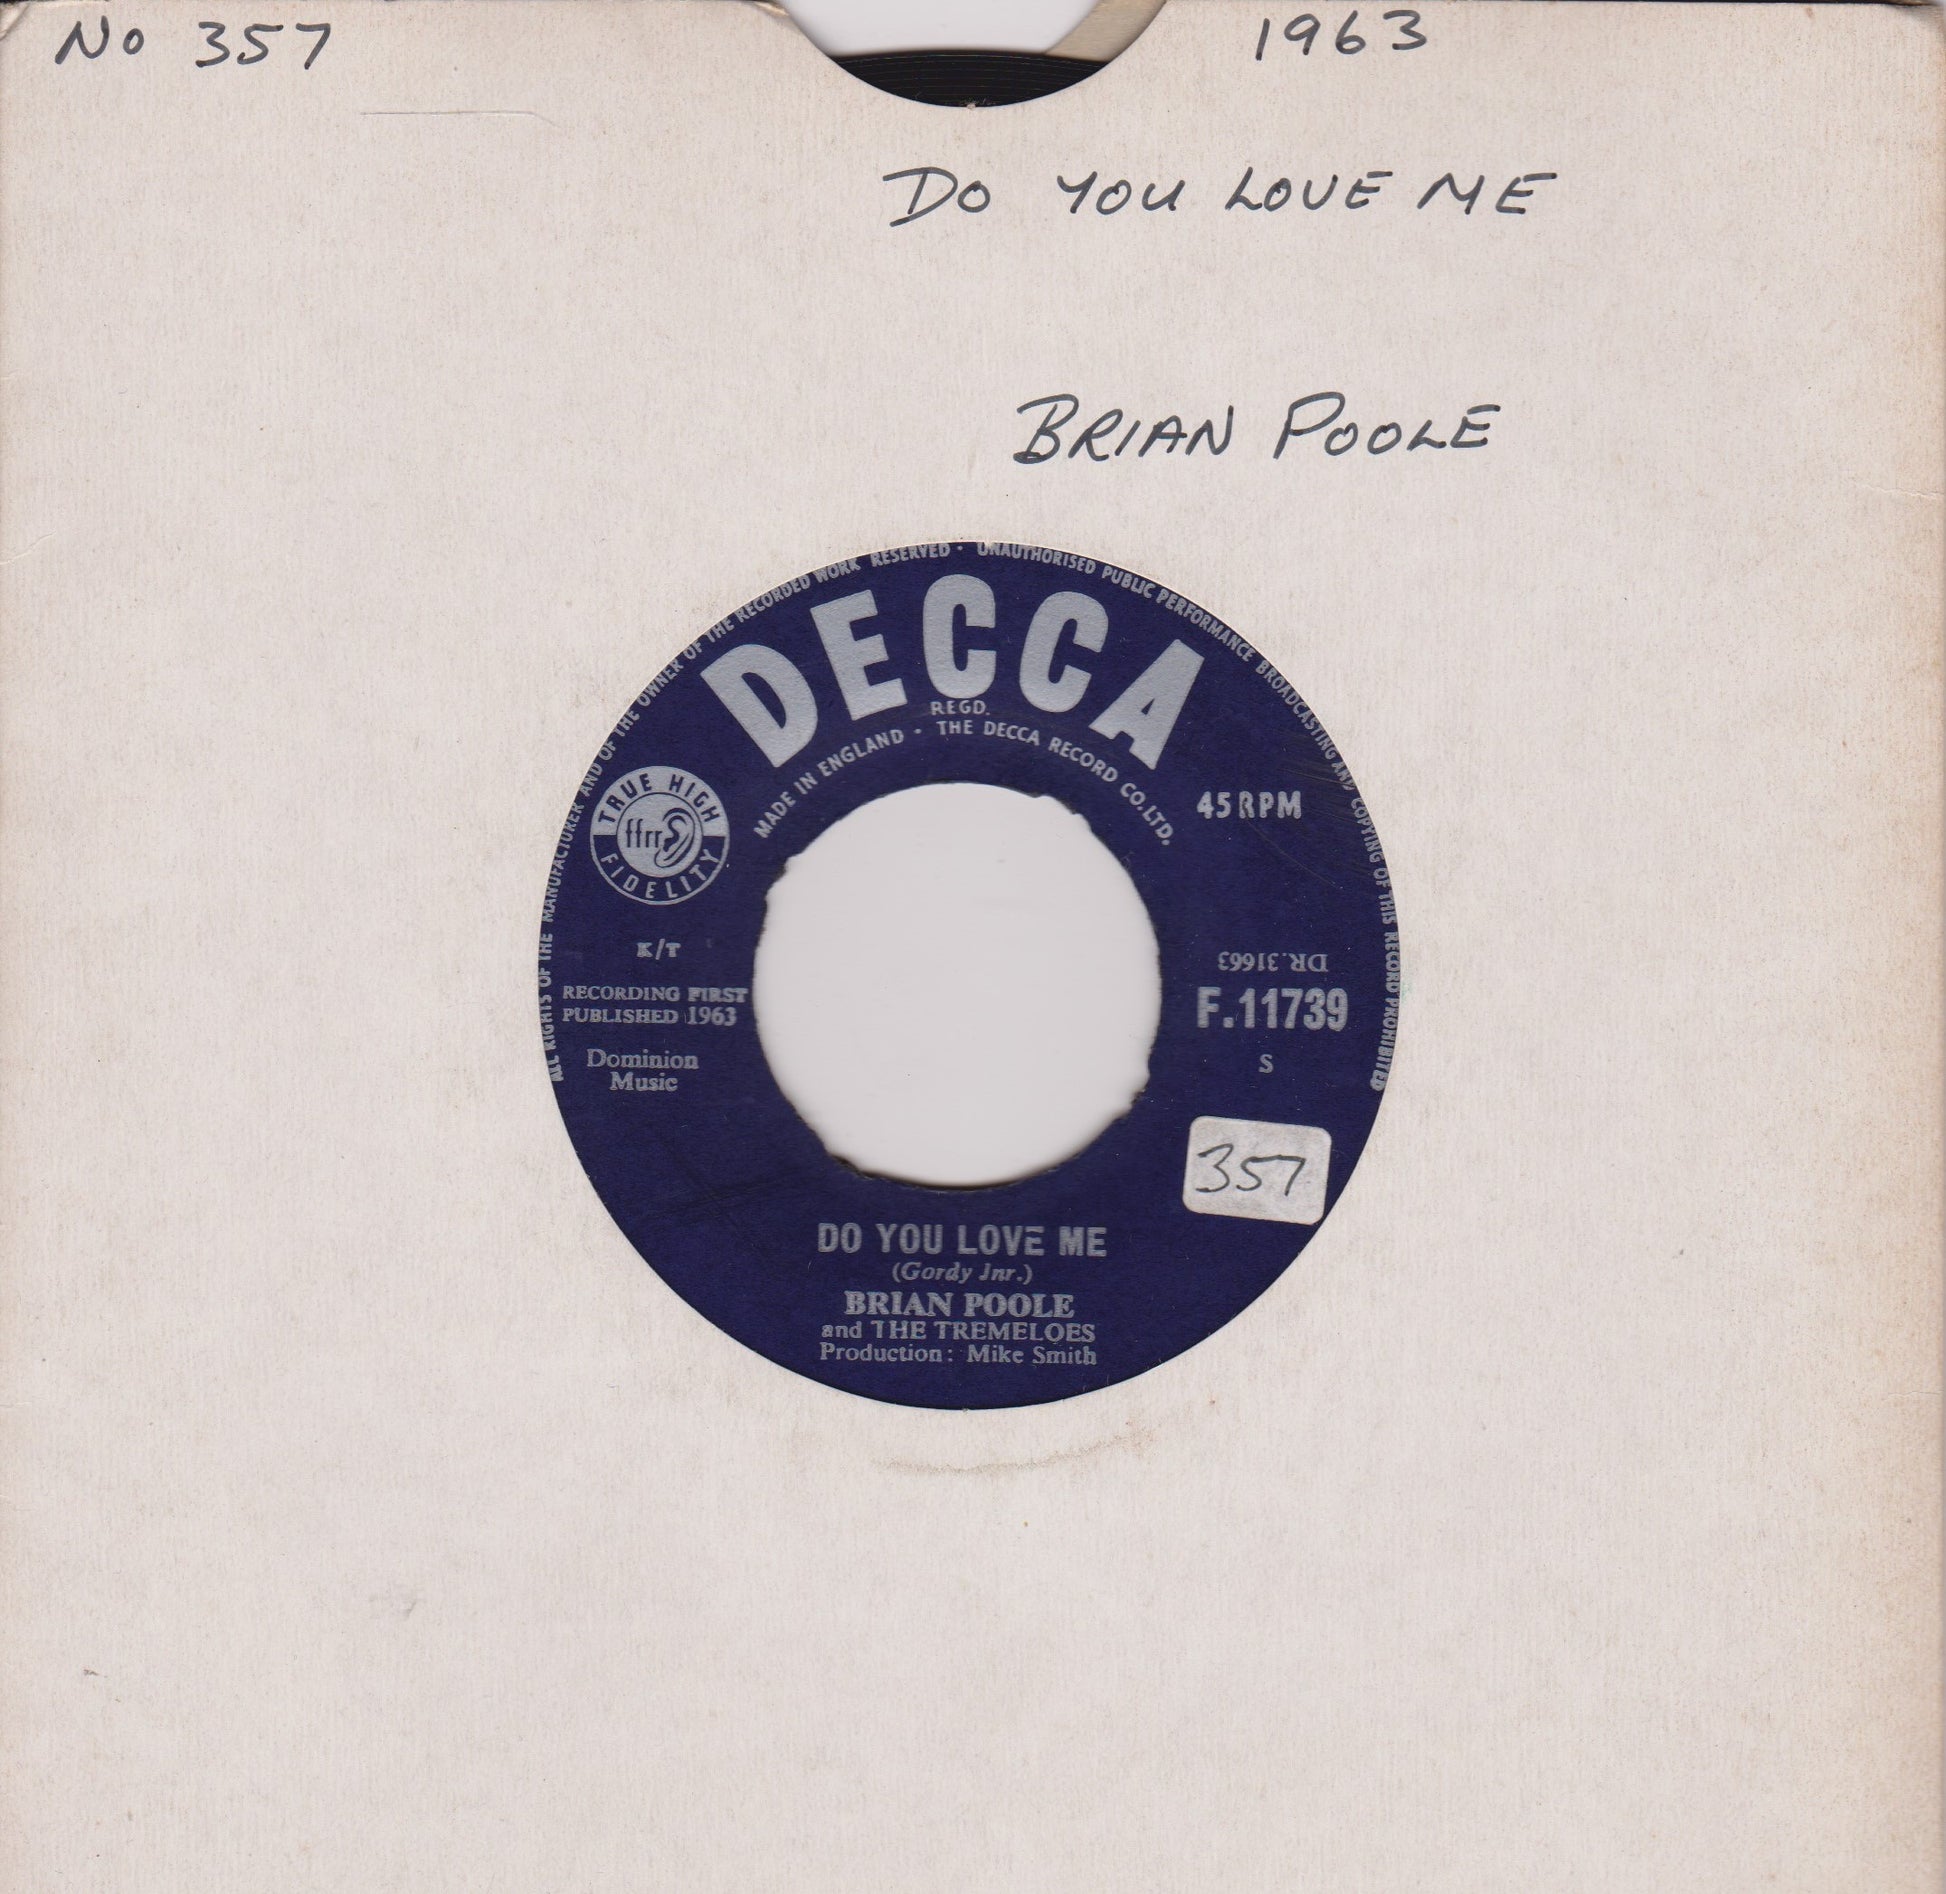 No 357
1963
DO YOU LOVE ME
BRIAN POOLE
ALL RIGHTS OF THE MANUFACTURER AND OF THE OWNER OF THE RECORDED WORK RESERVED · UNAUTHORISED PUBLIC PERFORMANCE BROADCASTING AND COPYING OF THIS RECORD PROHIBITED
DECCA
REGD.
MADE IN ENGLAND · THE DECCA RECORD CO. LTD.
TRUE HIGH
ffrr
FIDELITY
45 RPM
K/T
RECORDING FIRST
PUBLISHED 1963
Dominion
Music
DR.31663
F.11739
S
357
DO YOU LOVE ME
(Gordy Jnr.)
BRIAN POOLE
and THE TREMELOES
Production: Mike Smith